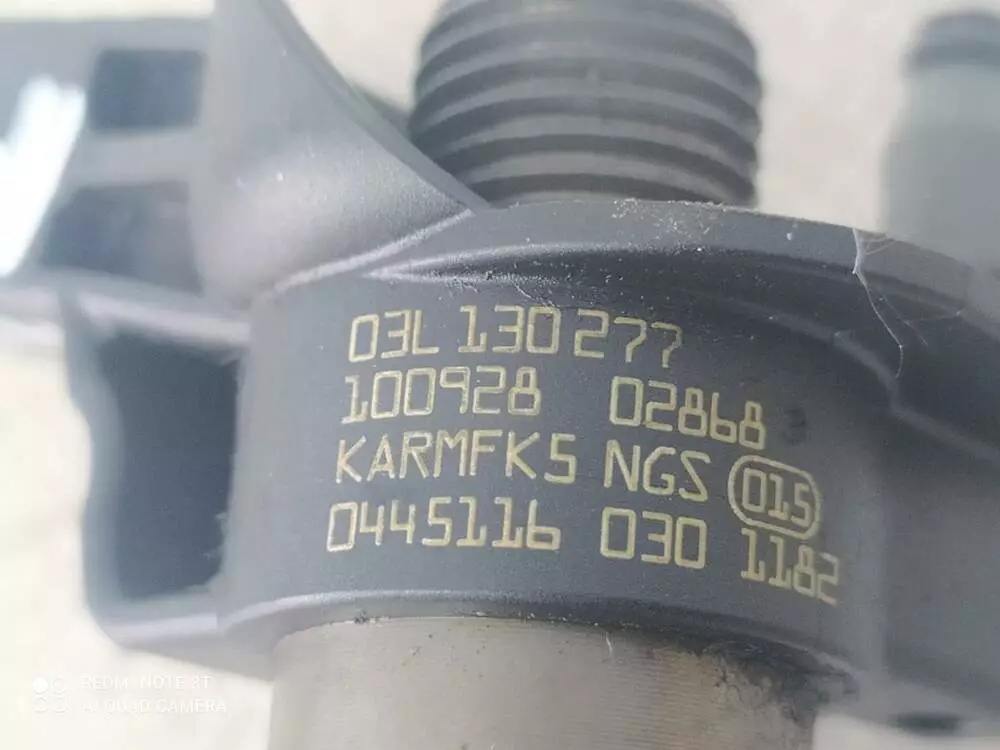 03L 130 277
100928 02868
KARMFK5 NGS 015
0445116 030 1182
REDMI NOTE 8T
AI QUAD CAMERA